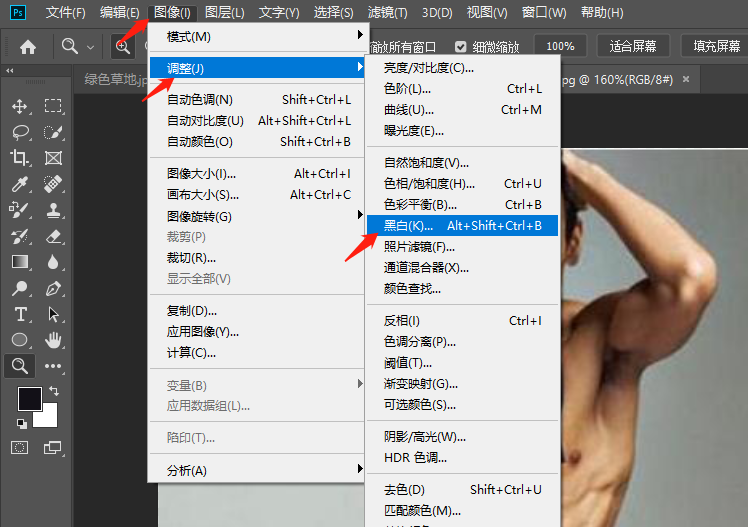 Ps 文件(F) 编辑(E) 图像(I) 图层(L) 文字(Y) 选择(S) 滤镜(T) 3D(D) 视图(V) 窗口(W) 帮助(H)
缩放所有窗口 细微缩放 100% 适合屏幕 填充屏幕
绿色草地.jp
pg @ 160%(RGB/8#) ×
模式(M)
调整(J)
自动色调(N) Shift+Ctrl+L
自动对比度(U) Alt+Shift+Ctrl+L
自动颜色(O) Shift+Ctrl+B
图像大小(I)... Alt+Ctrl+I
画布大小(S)... Alt+Ctrl+C
图像旋转(G)
裁剪(P)
裁切(R)...
显示全部(V)
复制(D)...
应用图像(Y)...
计算(C)...
变量(B)
应用数据组(L)...
陷印(T)...
分析(A)
亮度/对比度(C)...
色阶(L)... Ctrl+L
曲线(U)... Ctrl+M
曝光度(E)...
自然饱和度(V)...
色相/饱和度(H)... Ctrl+U
色彩平衡(B)... Ctrl+B
黑白(K)... Alt+Shift+Ctrl+B
照片滤镜(F)...
通道混合器(X)...
颜色查找...
反相(I) Ctrl+I
色调分离(P)...
阈值(T)...
渐变映射(G)...
可选颜色(S)...
阴影/高光(W)...
HDR 色调...
去色(D) Shift+Ctrl+U
匹配颜色(M)...